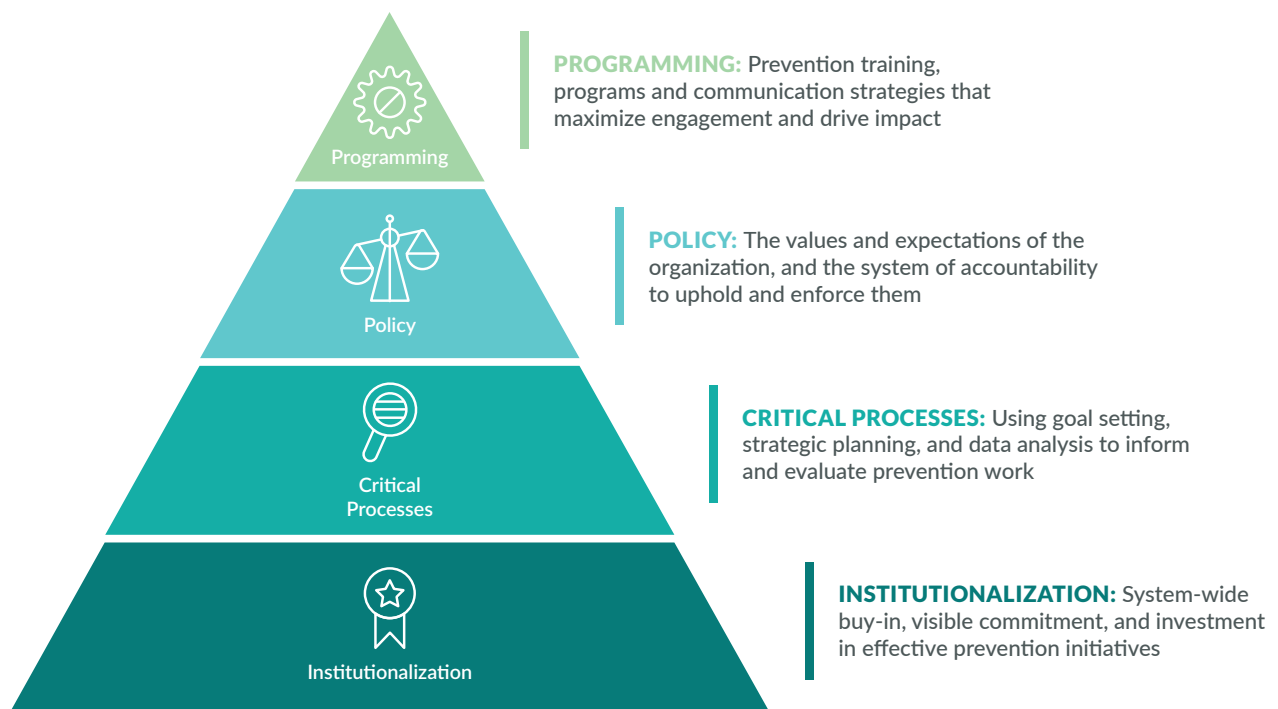 Programming
PROGRAMMING: Prevention training,
programs and communication strategies that
maximize engagement and drive impact
Policy
POLICY: The values and expectations of the
organization, and the system of accountability
to uphold and enforce them
Critical
Processes
CRITICAL PROCESSES: Using goal setting,
strategic planning, and data analysis to inform
and evaluate prevention work
Institutionalization
INSTITUTIONALIZATION: System-wide
buy-in, visible commitment, and investment
in effective prevention initiatives